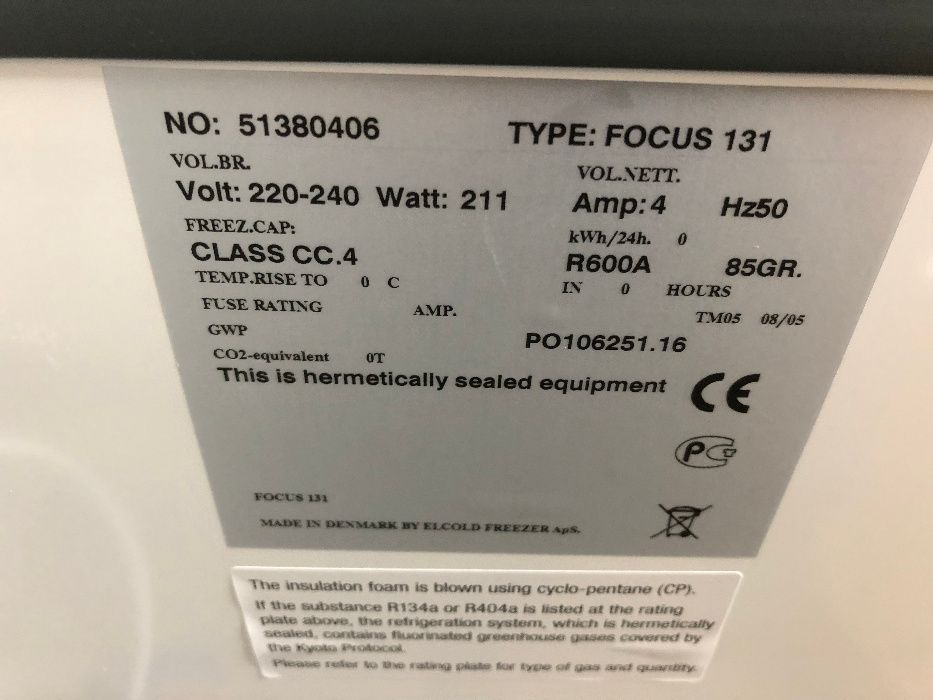 NO: 51380406 TYPE: FOCUS 131
VOL.BR. VOL.NETT.
Volt: 220-240 Watt: 211 Amp: 4 Hz50
FREEZ.CAP: kWh/24h. 0
CLASS CC.4 R600A 85GR.
TEMP.RISE TO 0 C IN 0 HOURS
FUSE RATING AMP. TM05 08/05
GWP PO106251.16
CO2-equivalent 0T
This is hermetically sealed equipment CE
PCT
FOCUS 131
MADE IN DENMARK BY ELCOLD FREEZER ApS.
The insulation foam is blown using cyclo-pentane (CP).
If the substance R134a or R404a is listed at the rating
plate above, the refrigeration system, which is hermetically
sealed, contains fluorinated greenhouse gases covered by
the Kyoto Protocol.
Please refer to the rating plate for type of gas and quantity.